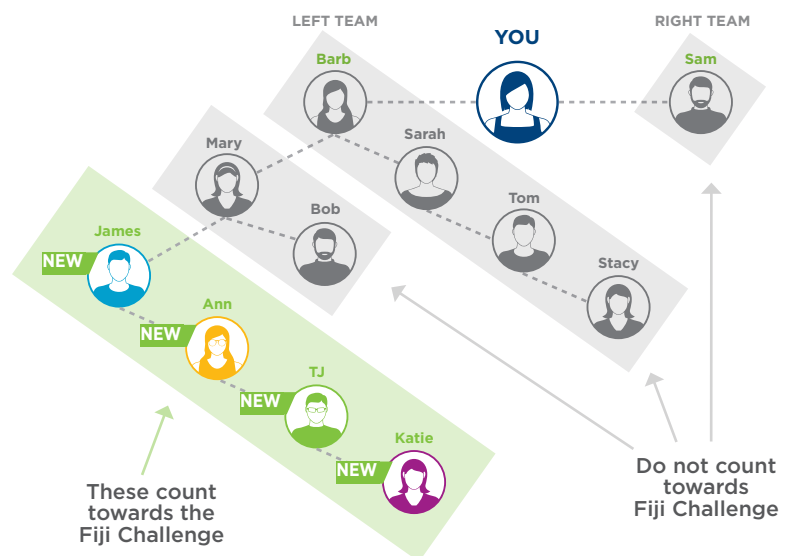 LEFT TEAM
YOU
RIGHT TEAM
Barb
Sam
Sarah
Mary
Tom
Bob
James
NEW
Stacy
Ann
NEW
TJ
NEW
Katie
NEW
These count
towards the
Fiji Challenge
Do not count
towards
Fiji Challenge